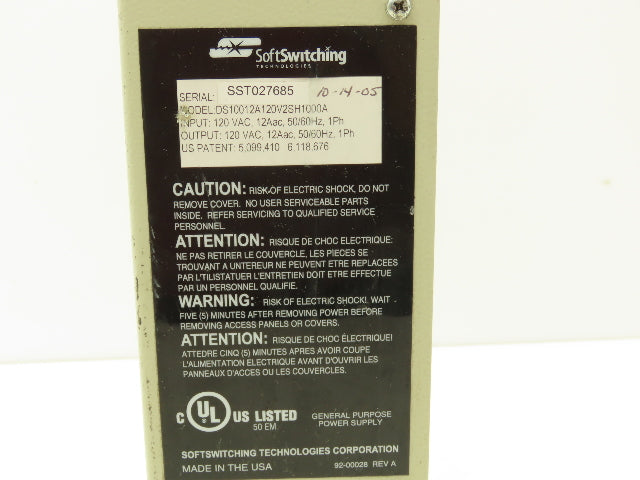 SoftSwitching
TECHNOLOGIES
SERIAL: SST027685 10-14-05
MODEL:DS10012A120V2SH1000A
INPUT: 120 VAC, 12Aac, 50/60Hz, 1Ph
OUTPUT: 120 VAC, 12Aac, 50/60Hz, 1Ph
US PATENT: 5,099,410 6,118,676
CAUTION: RISK-OF ELECTRIC SHOCK, DO NOT
REMOVE COVER. NO USER SERVICEABLE PARTS
INSIDE. REFER SERVICING TO QUALIFIED SERVICE
PERSONNEL.
ATTENTION: RISQUE DE CHOC ELECTRIQUE:
NE PAS RETIRER LE COUVERCLE, LES PIECES SE
TROUVANT A UNTEREUR NE PEUVENT ETRE REPLACEES
PAR L'TILISTATUER L'ENTRETIEN DOIT ETRE EFFECTUE
PAR UN PERSONNEL QUALIFIE.
WARNING: RISK OF ELECTRIC SHOCK! WAIT
FIVE (5) MINUTES AFTER REMOVING POWER BEFORE
REMOVING ACCESS PANELS OR COVERS.
ATTENTION: RISQUE DE CHOC ELECTRIQUE!
ATTEDRE CINQ (5) MINUTES APRES AVOIR COUPE
L'ALIMENTATION ELECTRIQUE AVANT D'OUVRIR LES
PANNEAUX D'ACCES OU LES COUVERCLES.
C UL US LISTED
50 EM
GENERAL PURPOSE
POWER SUPPLY
SOFTSWITCHING TECHNOLOGIES CORPORATION
MADE IN THE USA 92-00028 REV A